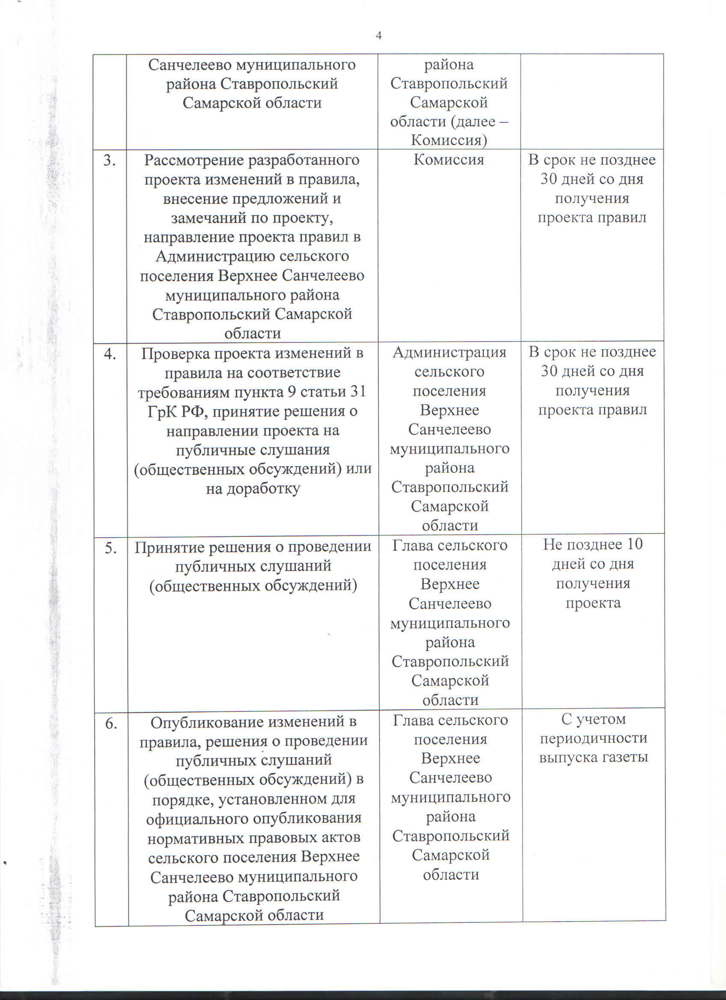 4
Санчелеево муниципального
района Ставропольский
Самарской области
района
Ставропольский
Самарской
области (далее –
Комиссия)
3.
Рассмотрение разработанного
проекта изменений в правила,
внесение предложений и
замечаний по проекту,
направление проекта правил в
Администрацию сельского
поселения Верхнее Санчелеево
муниципального района
Ставропольский Самарской
области
Комиссия
В срок не позднее
30 дней со дня
получения
проекта правил
4.
Проверка проекта изменений в
правила на соответствие
требованиям пункта 9 статьи 31
ГрК РФ, принятие решения о
направлении проекта на
публичные слушания
(общественных обсуждений) или
на доработку
Администрация
сельского
поселения
Верхнее
Санчелеево
муниципального
района
Ставропольский
Самарской
области
В срок не позднее
30 дней со дня
получения
проекта правил
5.
Принятие решения о проведении
публичных слушаний
(общественных обсуждений)
Глава сельского
поселения
Верхнее
Санчелеево
муниципального
района
Ставропольский
Самарской
области
Не позднее 10
дней со дня
получения
проекта
6.
Опубликование изменений в
правила, решения о проведении
публичных слушаний
(общественных обсуждений) в
порядке, установленном для
официального опубликования
нормативных правовых актов
сельского поселения Верхнее
Санчелеево муниципального
района Ставропольский
Самарской области
Глава сельского
поселения
Верхнее
Санчелеево
муниципального
района
Ставропольский
Самарской
области
С учетом
периодичности
выпуска газеты